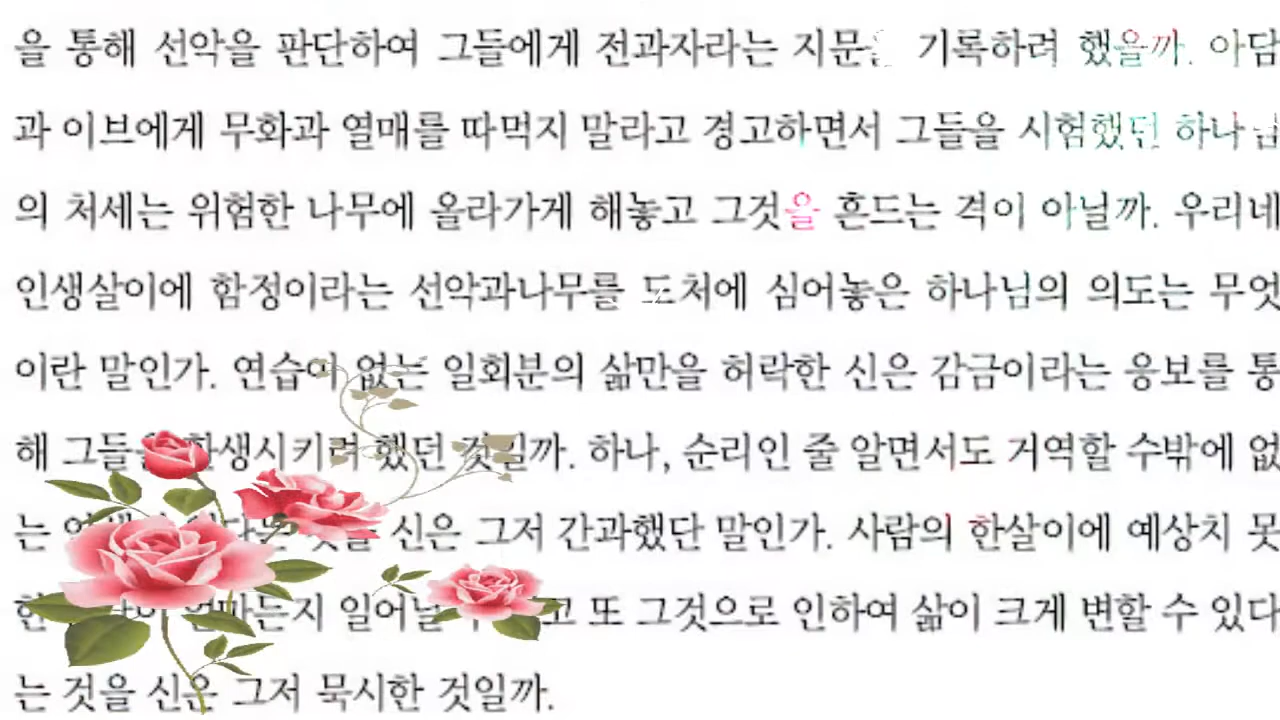 을 통해 선악을 판단하여 그들에게 전과자라는 지문을 기록하려 했을까. 아담
과 이브에게 무화과 열매를 따먹지 말라고 경고하면서 그들을 시험했던 하나님
의 처세는 위험한 나무에 올라가게 해놓고 그것을 흔드는 격이 아닐까. 우리네
인생살이에 함정이라는 선악과나무를 도처에 심어놓은 하나님의 의도는 무엇
이란 말인가. 연습이 없는 일회분의 삶만을 허락한 신은 감금이라는 응보를 통
해 그들을 환생시키려 했던 것일까. 하나, 순리인 줄 알면서도 거역할 수밖에 없
는 신은 그저 간과했단 말인가. 사람의 한살이에 예상치 못
한 얼마든지 일어날 또 그것으로 인하여 삶이 크게 변할 수 있다
는 것을 신은 그저 묵시한 것일까.